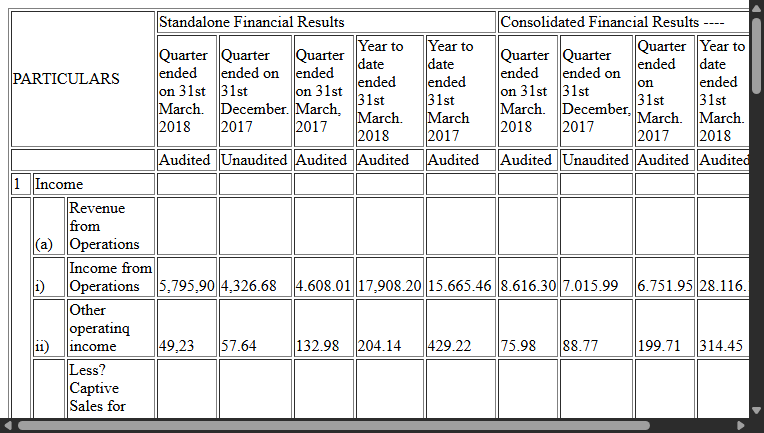 PARTICULARS
Standalone Financial Results
Consolidated Financial Results ----
Quarter
ended
on 31st
March.
2018
Quarter
ended on
31st
December.
2017
Quarter
ended
on 31st
March,
2017
Year to
date
ended
31st
March.
2018
Year to
date
ended
31st
March
2017
Quarter
ended
on 31st
March.
2018
Quarter
ended on
31st
December,
2017
Quarter
ended
on
31st
March.
2017
Year to
date
ended
31st
March.
2018
Audited Unaudited Audited Audited Audited Audited Unaudited Audited Audited
1 Income
(a) Revenue
from
Operations
i) Income from
Operations 5,795,90 4,326.68 4.608.01 17,908.20 15.665.46 8.616.30 7.015.99 6.751.95 28.116.
ii) Other
operatinq
income 49,23 57.64 132.98 204.14 429.22 75.98 88.77 199.71 314.45
Less?
Captive
Sales for